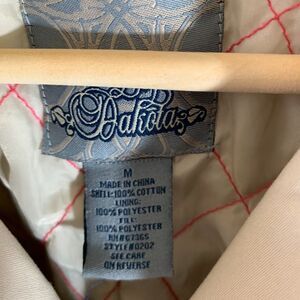 Dakota
M
MADE IN CHINA
SHELL: 100% COTTON
LINING:
100% POLYESTER
FILL:
100% POLYESTER
RN#67365
STYLE#0202
SEE CARE
ON REVERSE